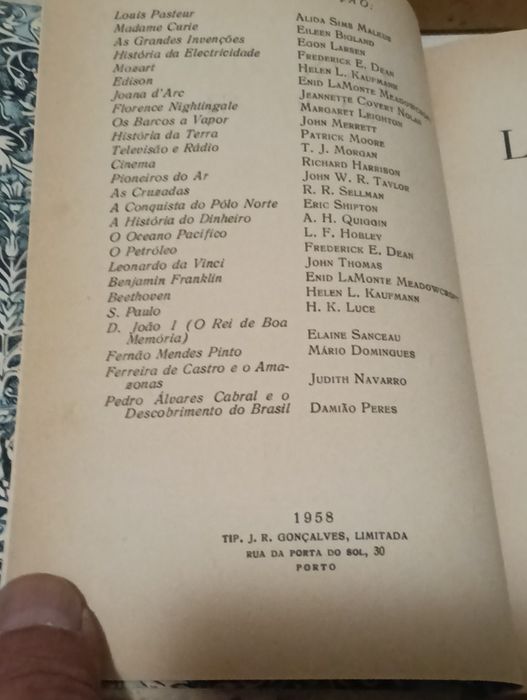 ÃO:
Louis Pasteur Alida Sims Malkus
Madame Curie Eileen Bigland
As Grandes Invenções Egon Larsen
História da Electricidade Frederick E. Dean
Mozart Helen L. Kaufmann
Edison Enid LaMonte Meadowcroft
Joana d'Arc Jeannette Covert Nolan
Florence Nightingale Margaret Leighton
Os Barcos a Vapor John Merrett
História da Terra Patrick Moore
Televisão e Rádio T. J. Morgan
Cinema Richard Harrison
Pioneiros do Ar John W. R. Taylor
As Cruzadas R. R. Sellman
A Conquista do Pólo Norte Eric Shipton
A História do Dinheiro A. H. Quiggin
O Oceano Pacífico L. F. Hobley
O Petróleo Frederick E. Dean
Leonardo da Vinci John Thomas
Benjamin Franklin Enid LaMonte Meadowcroft
Beethoven Helen L. Kaufmann
S. Paulo H. K. Luce
D. João I (O Rei de Boa
Memória) Elaine Sanceau
Fernão Mendes Pinto Mário Domingues
Ferreira de Castro e o Ama-
zonas Judith Navarro
Pedro Álvares Cabral e o
Descobrimento do Brasil Damião Peres
1958
TIP. J. R. GONÇALVES, LIMITADA
RUA DA PORTA DO SOL, 30
PORTO
L